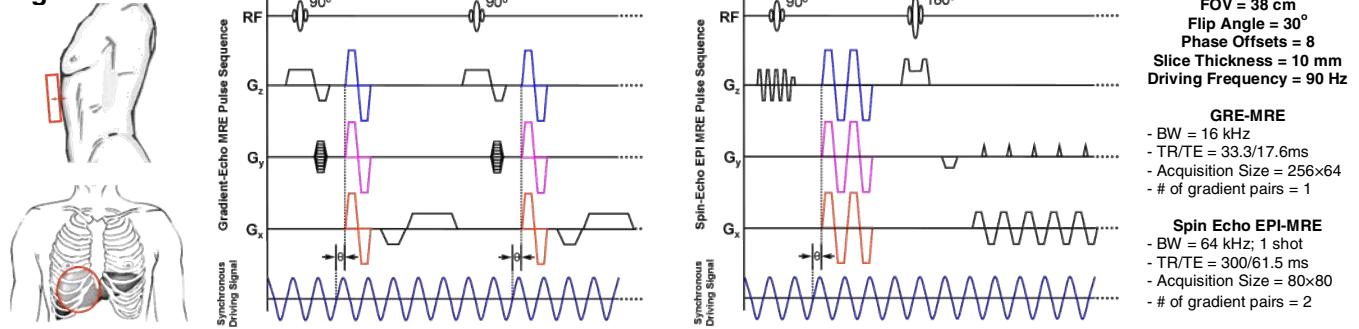 g
Gradient-Echo MRE Pulse Sequence
Synchronous
Driving Signal
RF
90°
90°
Gz
Gy
Gx
θ
θ
Spin-Echo EPI MRE Pulse Sequence
Synchronous
Driving Signal
RF
90°
180°
Gz
Gy
Gx
θ
FOV = 38 cm
Flip Angle = 30°
Phase Offsets = 8
Slice Thickness = 10 mm
Driving Frequency = 90 Hz
GRE-MRE
- BW = 16 kHz
- TR/TE = 33.3/17.6ms
- Acquisition Size = 256×64
- # of gradient pairs = 1
Spin Echo EPI-MRE
- BW = 64 kHz; 1 shot
- TR/TE = 300/61.5 ms
- Acquisition Size = 80×80
- # of gradient pairs = 2